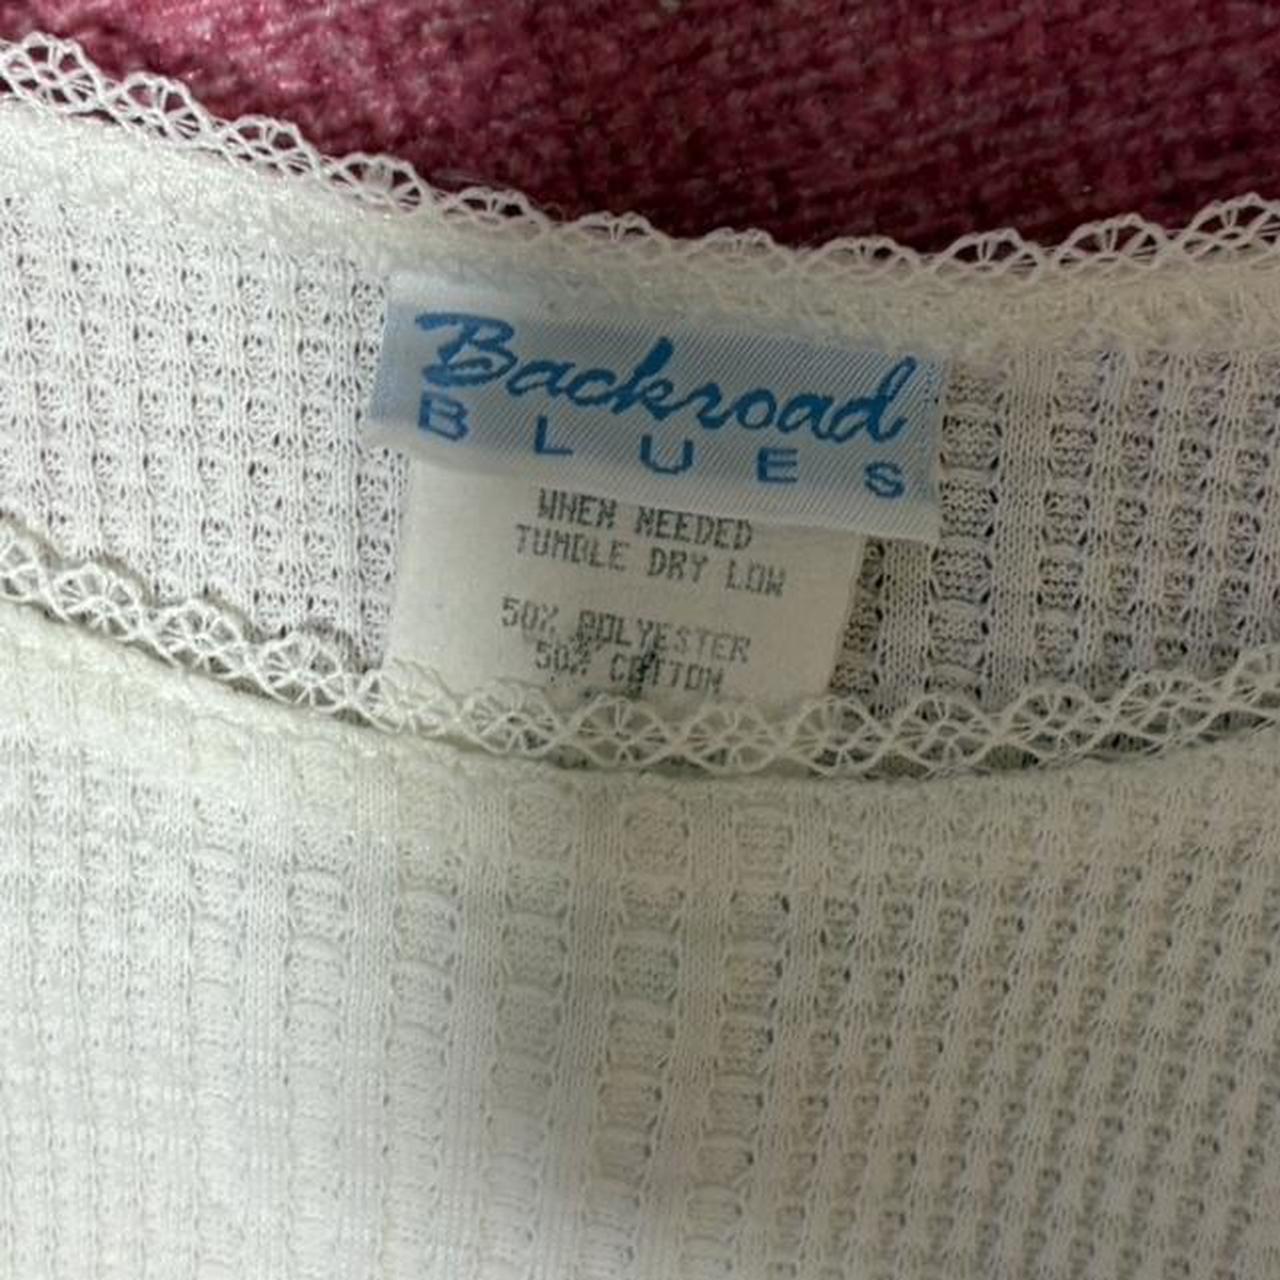 Backroad
BLUES
WHEN NEEDED
TUMBLE DRY LOW
50% POLYESTER
50% COTTON